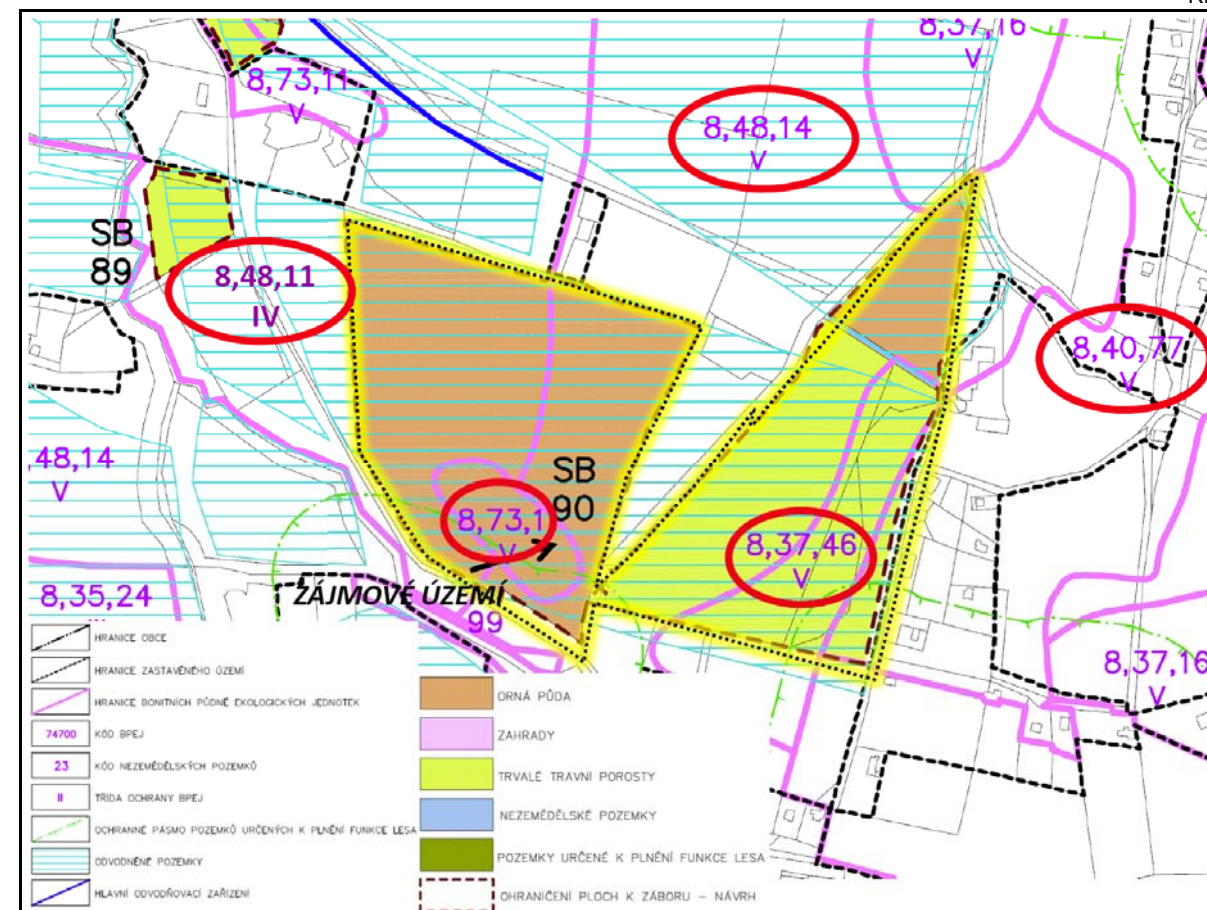 8,37,16
V
8,73,11
V
8,48,14
V
SB
89
8,48,11
IV
8,40,77
V
,48,14
V
SB
90
8,73,1
V
8,37,46
V
8,35,24
ZÁJMOVÉ ÚZEMÍ
99
8,37,16
V
HRANICE OBCE
HRANICE ZASTAVĚNÉHO ÚZEMÍ
HRANICE BONITNÍCH PŮDNĚ EKOLOGICKÝCH JEDNOTEK
74700 KÓD BPEJ
23 KÓD NEZEMĚDĚLSKÝCH POZEMKŮ
II TŘÍDA OCHRANY BPEJ
OCHRANNÉ PÁSMO POZEMKŮ URČENÝCH K PLNĚNÍ FUNKCE LESA
ODVODNĚNÉ POZEMKY
HLAVNÍ ODVODŇOVACÍ ZAŘÍZENÍ
ORNÁ PŮDA
ZAHRADY
TRVALÉ TRAVNÍ POROSTY
NEZEMĚDĚLSKÉ POZEMKY
POZEMKY URČENÉ K PLNĚNÍ FUNKCE LESA
OHRANIČENÍ PLOCH K ZÁBORU – NÁVRH